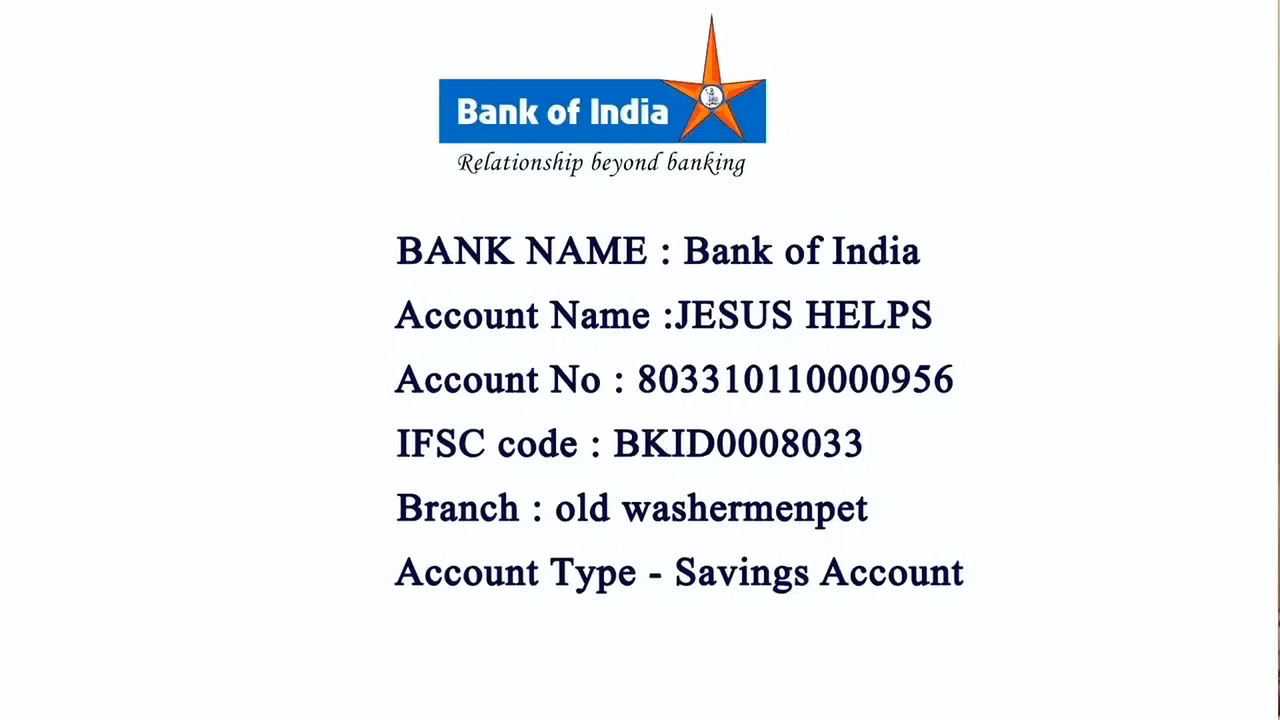 Bank of India
Relationship beyond banking
BANK NAME : Bank of India
Account Name :JESUS HELPS
Account No : 803310110000956
IFSC code : BKID0008033
Branch : old washermenpet
Account Type - Savings Account